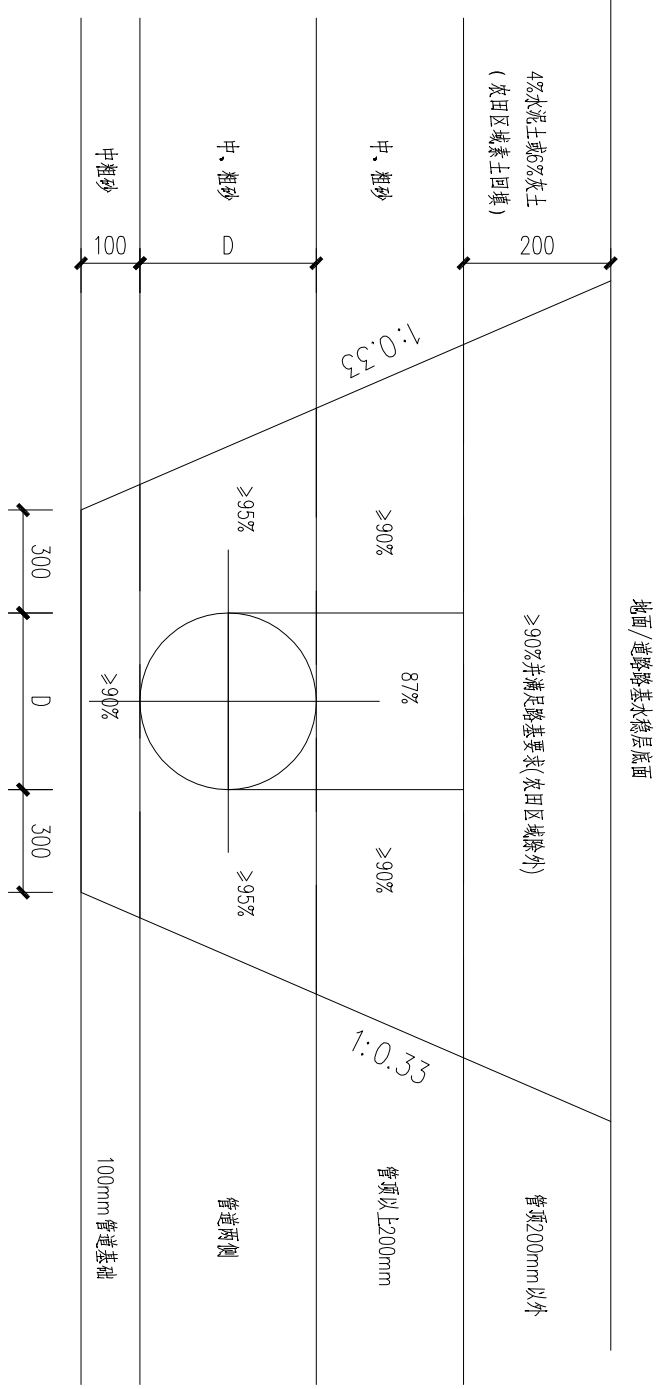 地面/道路路基水稳层底面
4%水泥土或6%灰土
(农田区域素土回填)
200
≥90%并满足路基要求(农田区域除外)
管顶200mm以外
1:0.33
1:0.33
中、粗砂
≥90%
87%
≥90%
管顶以上200mm
中、粗砂
D
≥95%
≥95%
管道两侧
中粗砂
100
≥90%
100mm管道基础
300
D
300